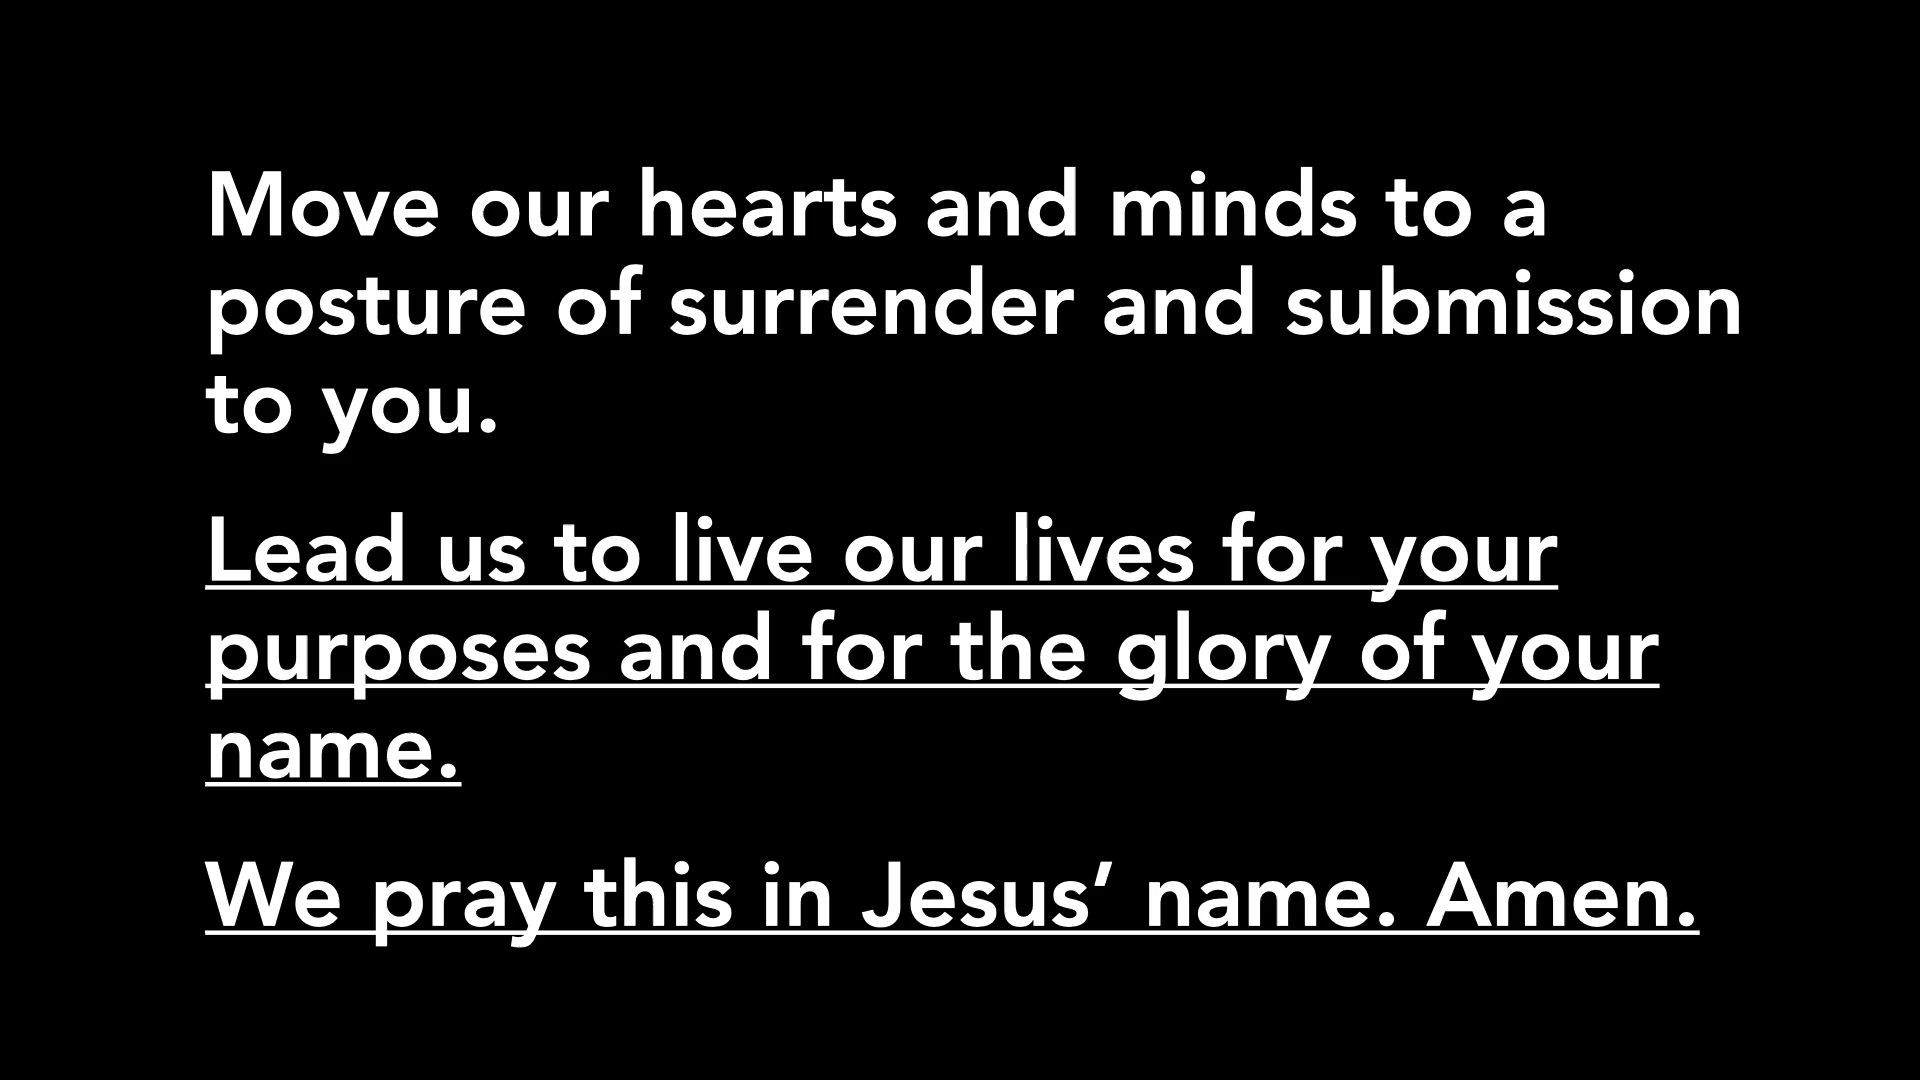 Move our hearts and minds to a
posture of surrender and submission
to you.
Lead us to live our lives for your
purposes and for the glory of your
name.
We pray this in Jesus’ name. Amen.